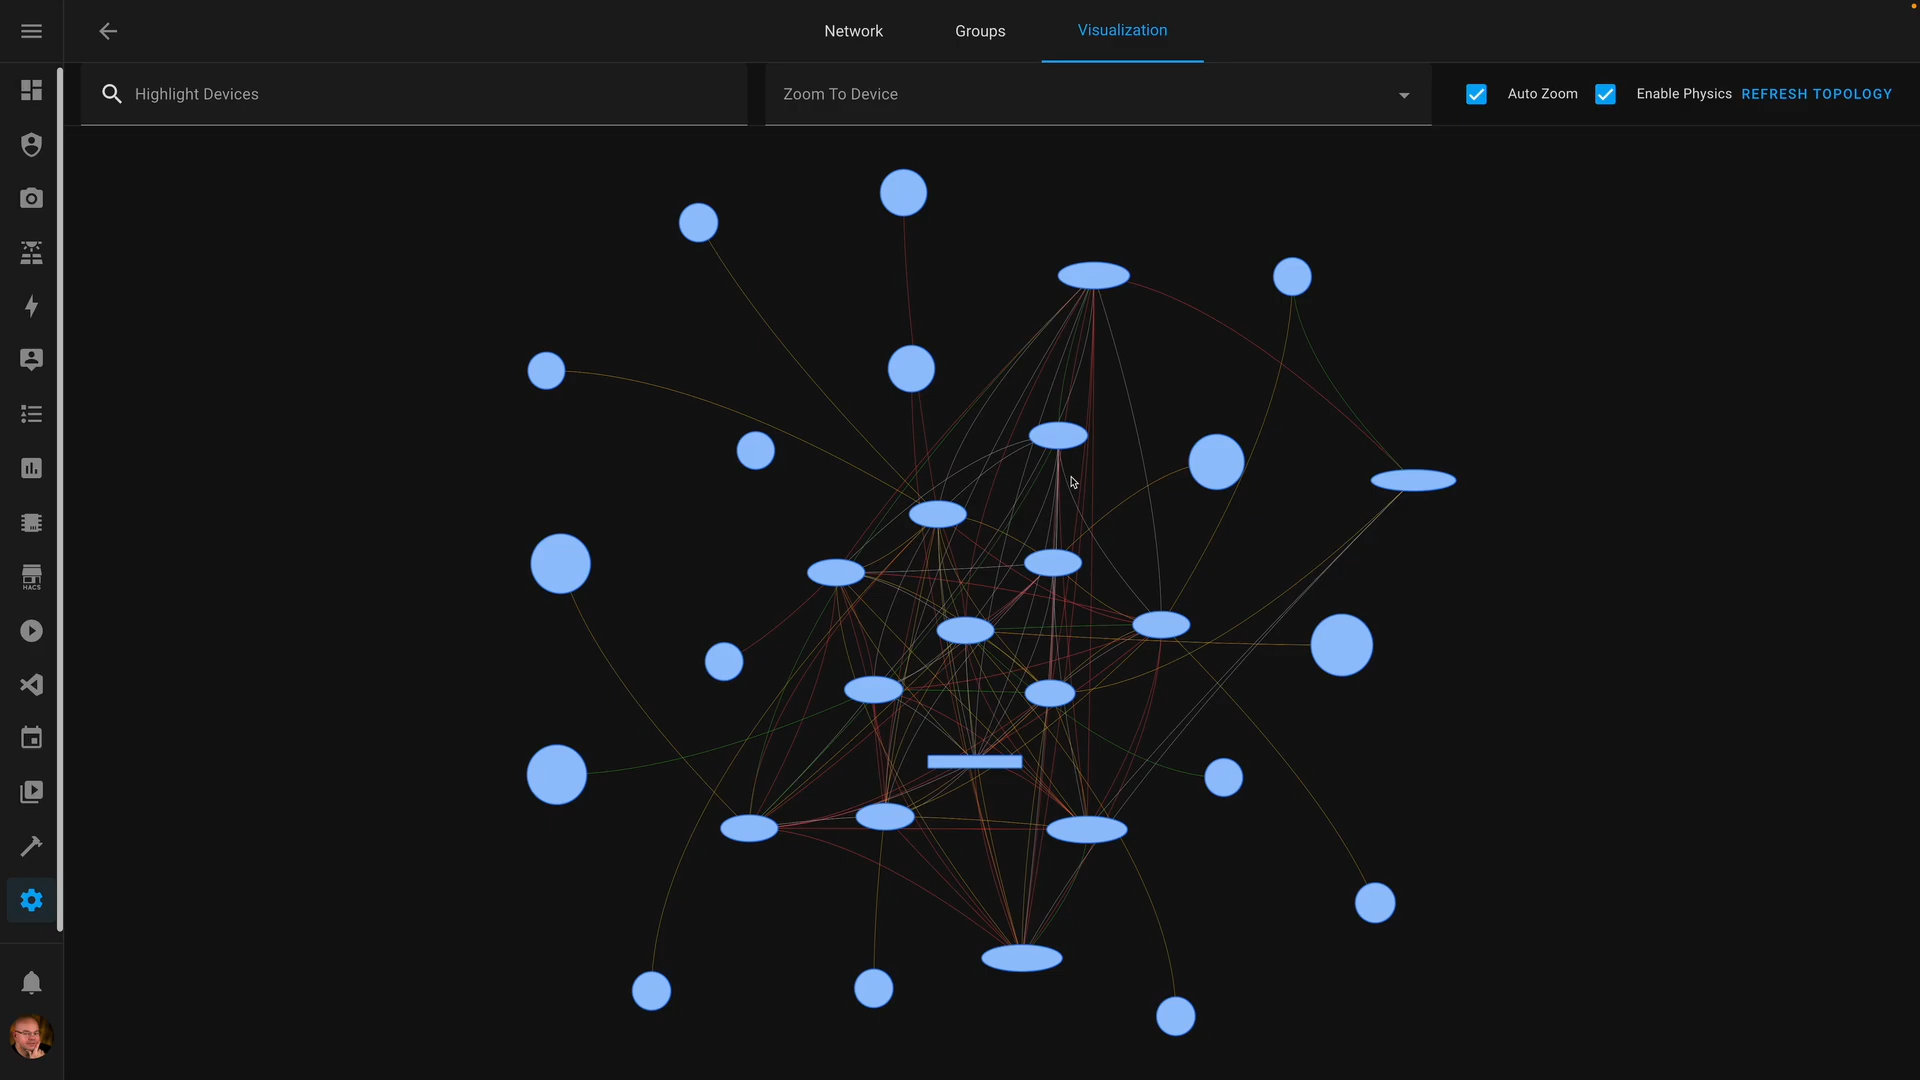 Network
Groups
Visualization
Highlight Devices
Zoom To Device
Auto Zoom
Enable Physics
REFRESH TOPOLOGY
HACS